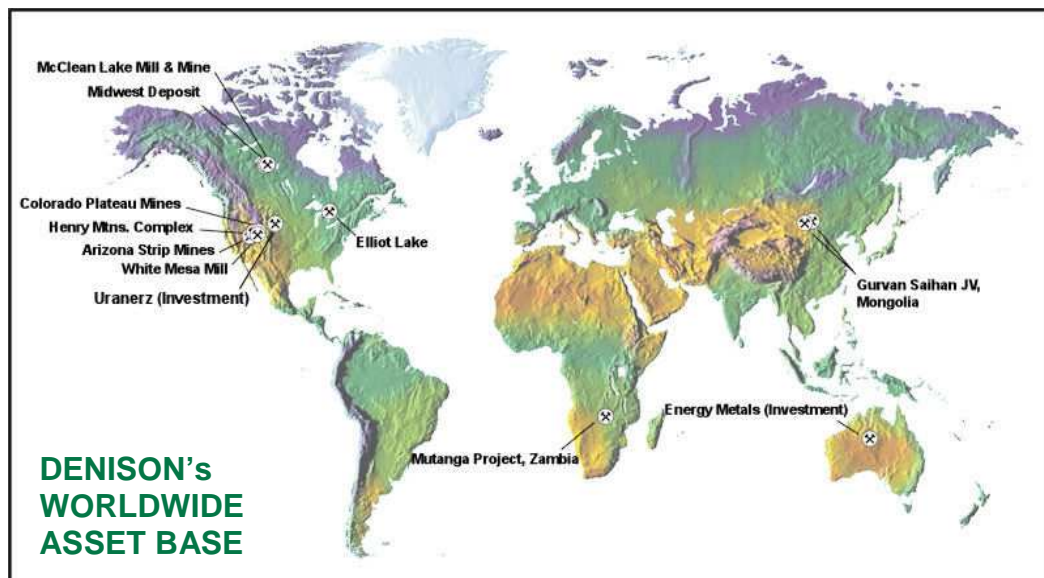 McClean Lake Mill & Mine
Midwest Deposit
Colorado Plateau Mines
Henry Mtns. Complex
Arizona Strip Mines
White Mesa Mill
Uranerz (Investment)
Elliot Lake
Gurvan Saihan JV,
Mongolia
Energy Metals (Investment)
Mutanga Project, Zambia
DENISON's
WORLDWIDE
ASSET BASE